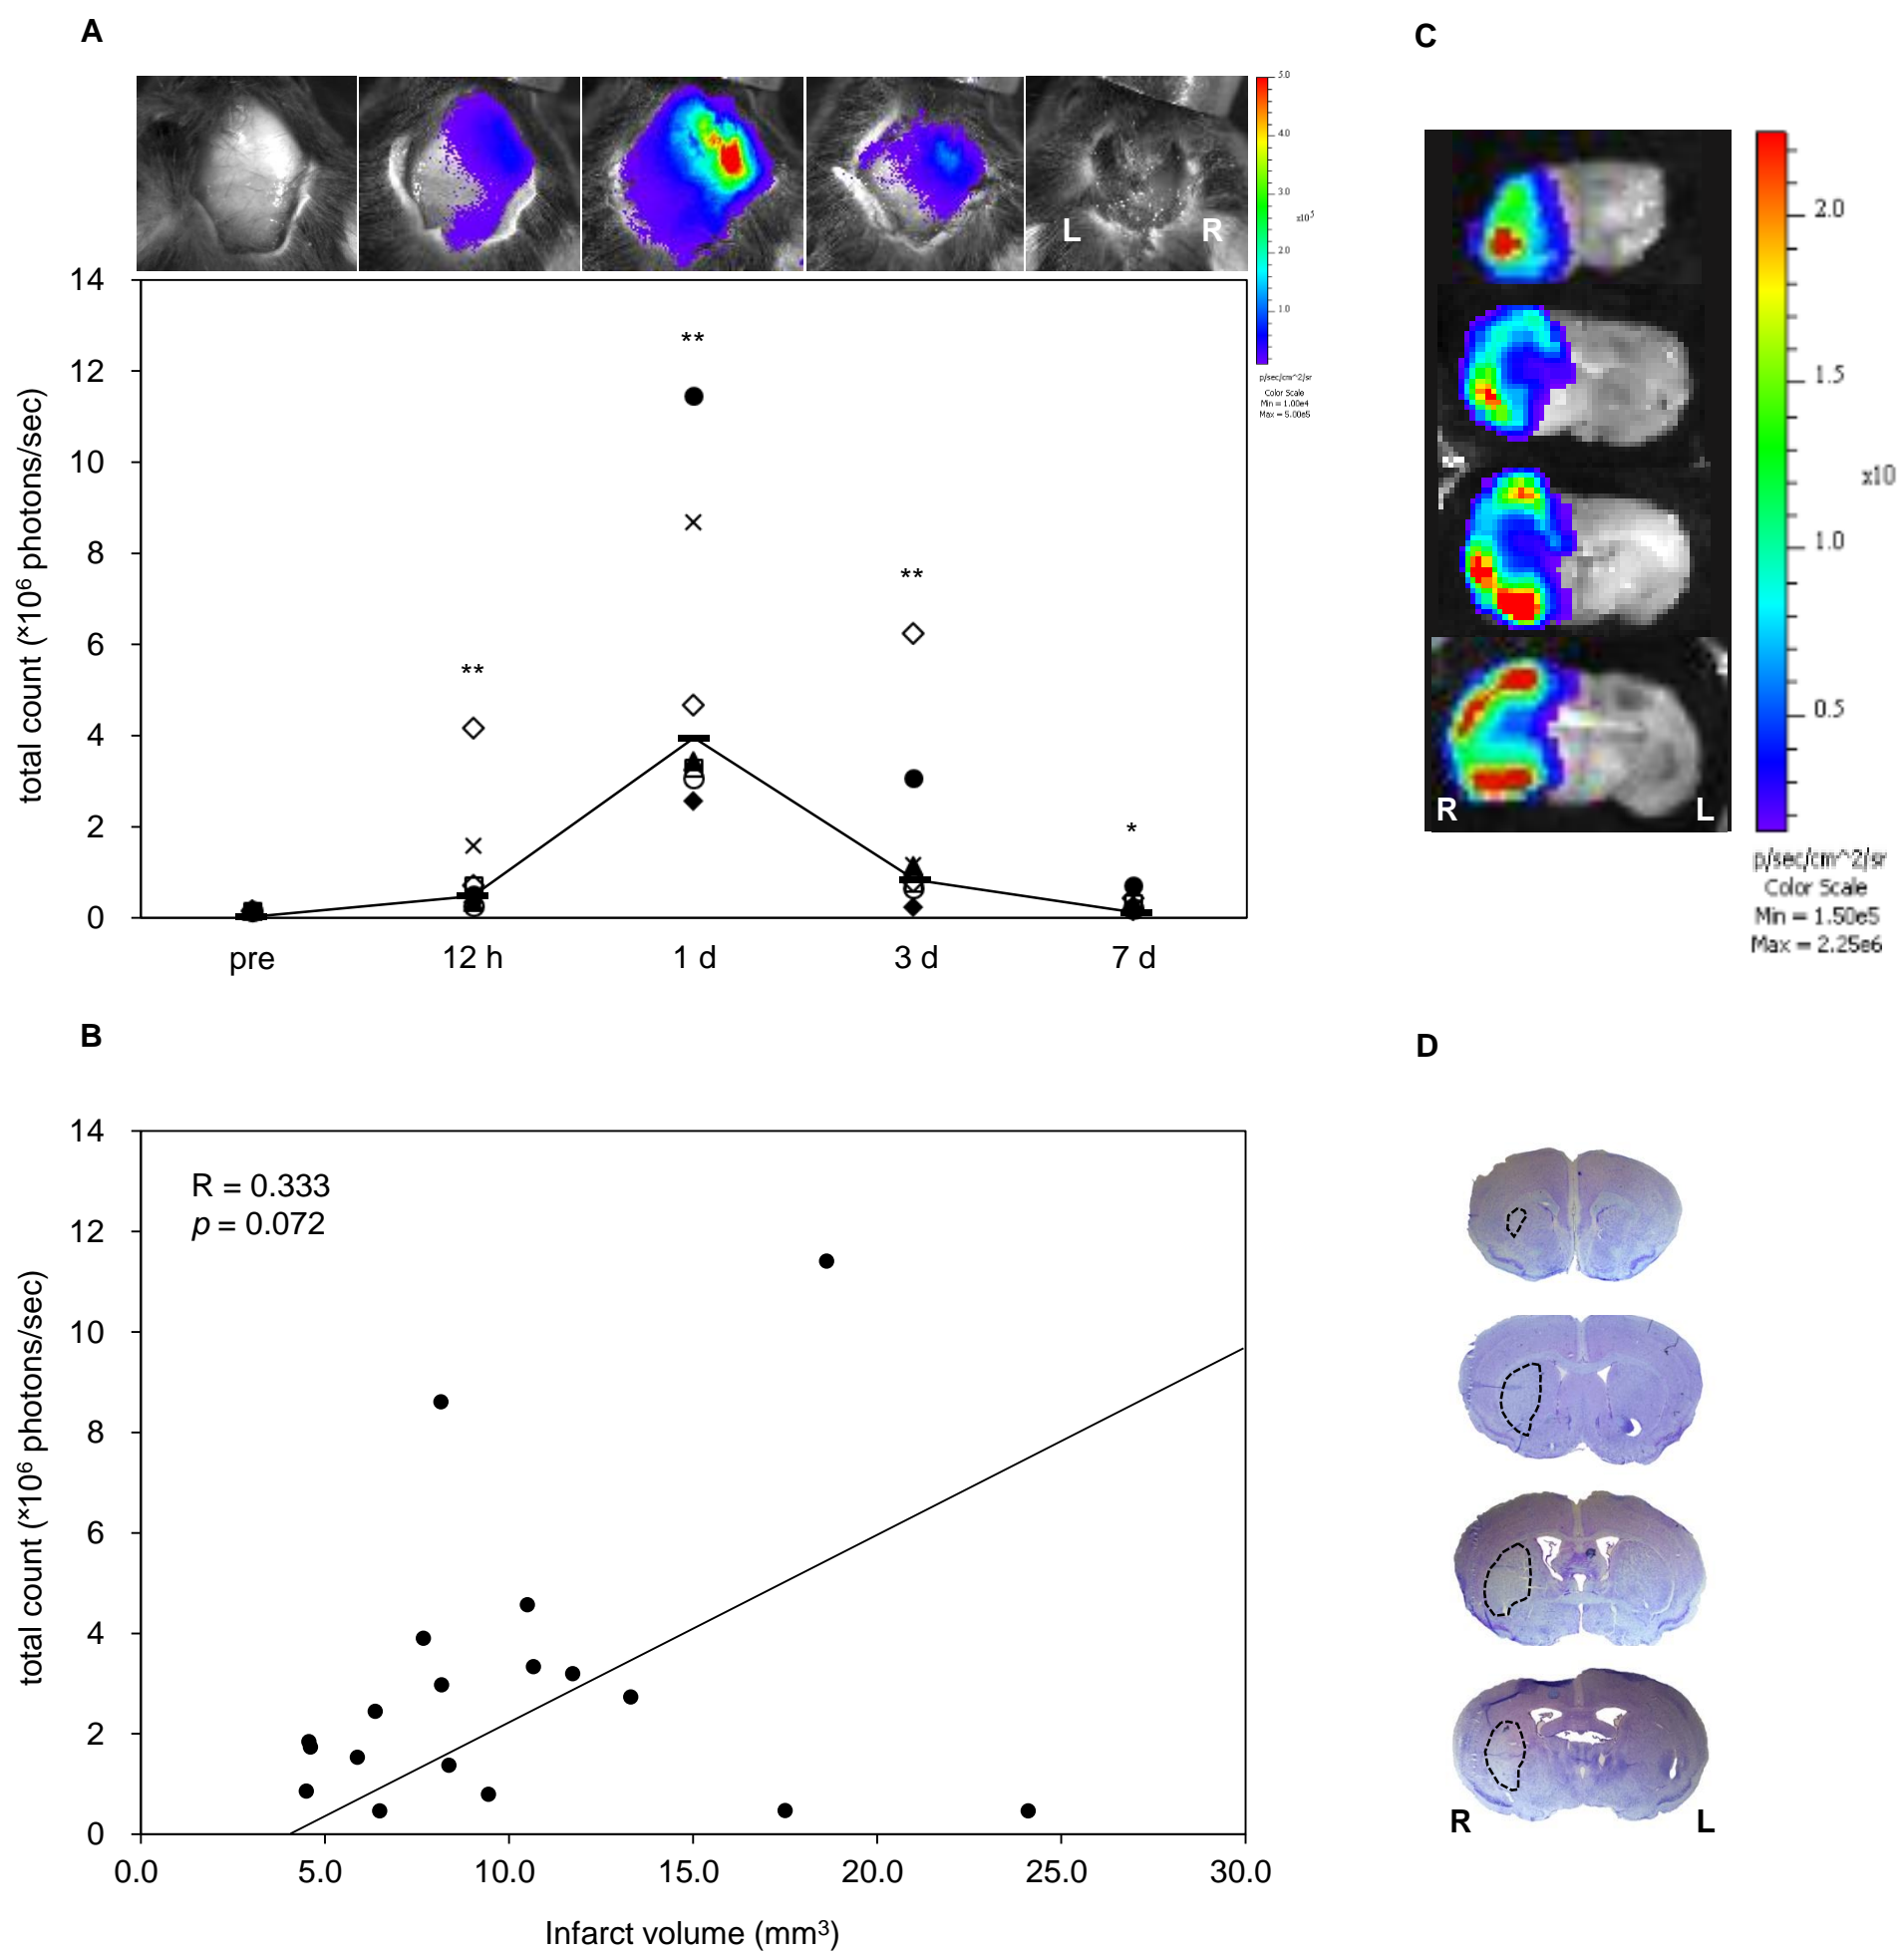 A
5.0
4.0
3.0
x10^5
2.0
1.0
L R
p/sec/cm^2/sr
Color Scale
Min = 1.00e4
Max = 5.00e5
total count (×10⁶ photons/sec)
14
12
10
8
6
4
2
0
**
**
**
*
pre 12 h 1 d 3 d 7 d
B
R = 0.333
p = 0.072
total count (×10⁶ photons/sec)
14
12
10
8
6
4
2
0
0.0 5.0 10.0 15.0 20.0 25.0 30.0
Infarct volume (mm³)
C
2.0
1.5
x10
1.0
0.5
R L
p/sec/cm^2/sr
Color Scale
Min = 1.50e5
Max = 2.25e6
D
R L